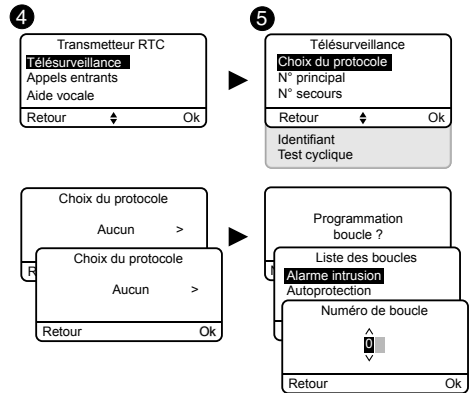 4
Transmetteur RTC
Télésurveillance
Appels entrants
Aide vocale
Retour Ok
5
Télésurveillance
Choix du protocole
N° principal
N° secours
Retour Ok
Identifiant
Test cyclique
Choix du protocole
Aucun >
R
Choix du protocole
Aucun >
Retour Ok
Programmation
boucle ?
Liste des boucles
Alarme intrusion
Autoprotection
Numéro de boucle
0
Retour Ok